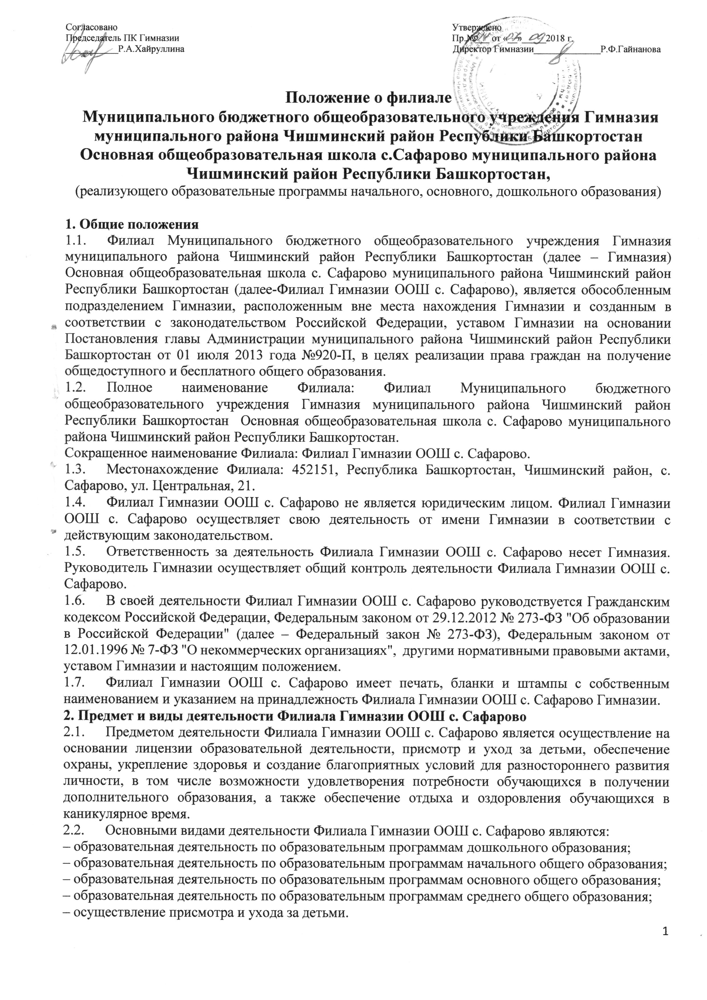 Согласовано
Председатель ПК Гимназии
Р.А.Хайруллина
Утверждено
Пр.№ от «07» 09 2018 г.
Директор Гимназии Р.Ф.Гайнанова
Положение о филиале
Муниципального бюджетного общеобразовательного учреждения Гимназия
муниципального района Чишминский район Республики Башкортостан
Основная общеобразовательная школа с.Сафарово муниципального района
Чишминский район Республики Башкортостан,
(реализующего образовательные программы начального, основного, дошкольного образования)
1. Общие положения
1.1. Филиал Муниципального бюджетного общеобразовательного учреждения Гимназия
муниципального района Чишминский район Республики Башкортостан (далее – Гимназия)
Основная общеобразовательная школа с. Сафарово муниципального района Чишминский район
Республики Башкортостан (далее-Филиал Гимназии ООШ с. Сафарово), является обособленным
подразделением Гимназии, расположенным вне места нахождения Гимназии и созданным в
соответствии с законодательством Российской Федерации, уставом Гимназии на основании
Постановления главы Администрации муниципального района Чишминский район Республики
Башкортостан от 01 июля 2013 года №920-П, в целях реализации права граждан на получение
общедоступного и бесплатного общего образования.
1.2. Полное наименование Филиала: Филиал Муниципального бюджетного
общеобразовательного учреждения Гимназия муниципального района Чишминский район
Республики Башкортостан Основная общеобразовательная школа с. Сафарово муниципального
района Чишминский район Республики Башкортостан.
Сокращенное наименование Филиала: Филиал Гимназии ООШ с. Сафарово.
1.3. Местонахождение Филиала: 452151, Республика Башкортостан, Чишминский район, с.
Сафарово, ул. Центральная, 21.
1.4. Филиал Гимназии ООШ с. Сафарово не является юридическим лицом. Филиал Гимназии
ООШ с. Сафарово осуществляет свою деятельность от имени Гимназии в соответствии с
действующим законодательством.
1.5. Ответственность за деятельность Филиала Гимназии ООШ с. Сафарово несет Гимназия.
Руководитель Гимназии осуществляет общий контроль деятельности Филиала Гимназии ООШ с.
Сафарово.
1.6. В своей деятельности Филиал Гимназии ООШ с. Сафарово руководствуется Гражданским
кодексом Российской Федерации, Федеральным законом от 29.12.2012 № 273-ФЗ "Об образовании
в Российской Федерации" (далее – Федеральный закон № 273-ФЗ), Федеральным законом от
12.01.1996 № 7-ФЗ "О некоммерческих организациях", другими нормативными правовыми актами,
уставом Гимназии и настоящим положением.
1.7. Филиал Гимназии ООШ с. Сафарово имеет печать, бланки и штампы с собственным
наименованием и указанием на принадлежность Филиала Гимназии ООШ с. Сафарово Гимназии.
2. Предмет и виды деятельности Филиала Гимназии ООШ с. Сафарово
2.1. Предметом деятельности Филиала Гимназии ООШ с. Сафарово является осуществление на
основании лицензии образовательной деятельности, присмотр и уход за детьми, обеспечение
охраны, укрепление здоровья и создание благоприятных условий для разностороннего развития
личности, в том числе возможности удовлетворения потребности обучающихся в получении
дополнительного образования, а также обеспечение отдыха и оздоровления обучающихся в
каникулярное время.
2.2. Основными видами деятельности Филиала Гимназии ООШ с. Сафарово являются:
– образовательная деятельность по образовательным программам дошкольного образования;
– образовательная деятельность по образовательным программам начального общего образования;
– образовательная деятельность по образовательным программам основного общего образования;
– образовательная деятельность по образовательным программам среднего общего образования;
– осуществление присмотра и ухода за детьми.
1